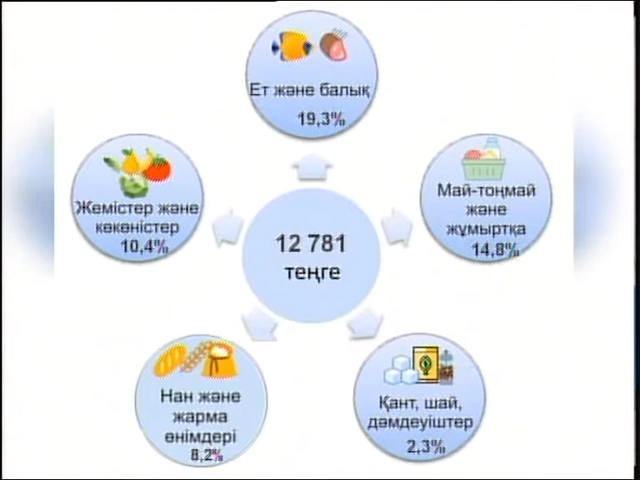 Ет және балық
19,3%
Жемістер және
көкөністер
10,4%
Май-тоңмай
және
жұмыртқа
14,8%
12 781
теңге
Нан және
жарма
өнімдері
8,2%
Қант, шай,
дәмдеуіштер
2,3%